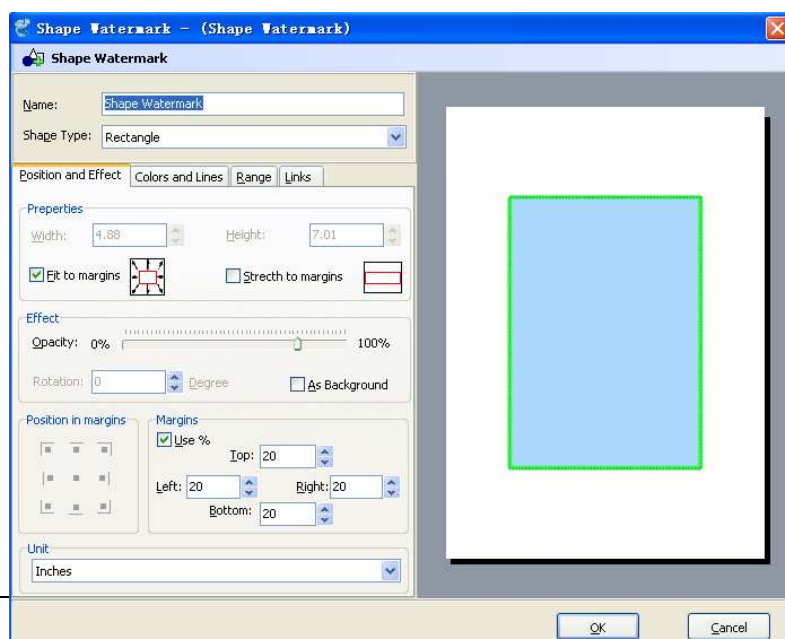 Shape Watermark - (Shape Watermark)
Shape Watermark
Name: Shape Watermark
Shape Type: Rectangle
Position and Effect Colors and Lines Range Links
Preperties
Width: 4.88 Height: 7.01
Fit to margins Strecth to margins
Effect
Opacity: 0% 100%
Rotation: 0 Degree As Background
Position in margins Margins
Use %
Top: 20
Left: 20 Right: 20
Bottom: 20
Unit
Inches
OK Cancel